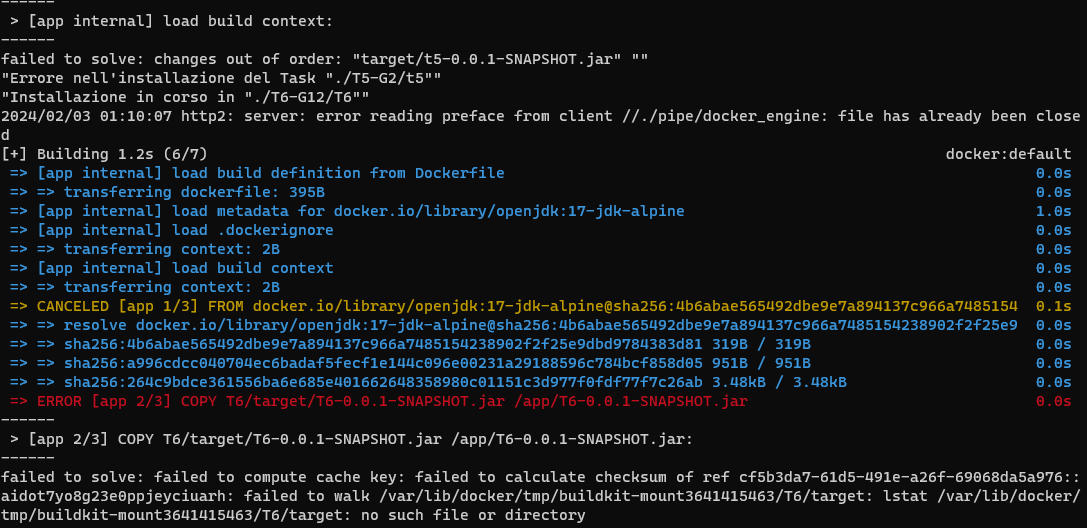 ------
 > [app internal] load build context:
------
failed to solve: changes out of order: "target/t5-0.0.1-SNAPSHOT.jar" ""
"Errore nell'installazione del Task "./T5-G2/t5""
"Installazione in corso in "./T6-G12/T6""
2024/02/03 01:10:07 http2: server: error reading preface from client //./pipe/docker_engine: file has already been close
d
[+] Building 1.2s (6/7) docker:default
 => [app internal] load build definition from Dockerfile 0.0s
 => => transferring dockerfile: 395B 0.0s
 => [app internal] load metadata for docker.io/library/openjdk:17-jdk-alpine 1.0s
 => [app internal] load .dockerignore 0.0s
 => => transferring context: 2B 0.0s
 => [app internal] load build context 0.0s
 => => transferring context: 2B 0.0s
 => CANCELED [app 1/3] FROM docker.io/library/openjdk:17-jdk-alpine@sha256:4b6abae565492dbe9e7a894137c966a7485154 0.1s
 => => resolve docker.io/library/openjdk:17-jdk-alpine@sha256:4b6abae565492dbe9e7a894137c966a7485154238902f2f25e9 0.0s
 => => sha256:4b6abae565492dbe9e7a894137c966a7485154238902f2f25e9dbd9784383d81 319B / 319B 0.0s
 => => sha256:a996cdcc040704ec6badaf5fecf1e144c096e00231a29188596c784bcf858d05 951B / 951B 0.0s
 => => sha256:264c9bdce361556ba6e685e401662648358980c01151c3d977f0fdf77f7c26ab 3.48kB / 3.48kB 0.0s
 => ERROR [app 2/3] COPY T6/target/T6-0.0.1-SNAPSHOT.jar /app/T6-0.0.1-SNAPSHOT.jar 0.0s
------
 > [app 2/3] COPY T6/target/T6-0.0.1-SNAPSHOT.jar /app/T6-0.0.1-SNAPSHOT.jar:
------
failed to solve: failed to compute cache key: failed to calculate checksum of ref cf5b3da7-61d5-491e-a26f-69068da5a976::
aidot7yo8g23e0ppjeyciuarh: failed to walk /var/lib/docker/tmp/buildkit-mount3641415463/T6/target: lstat /var/lib/docker/
tmp/buildkit-mount3641415463/T6/target: no such file or directory